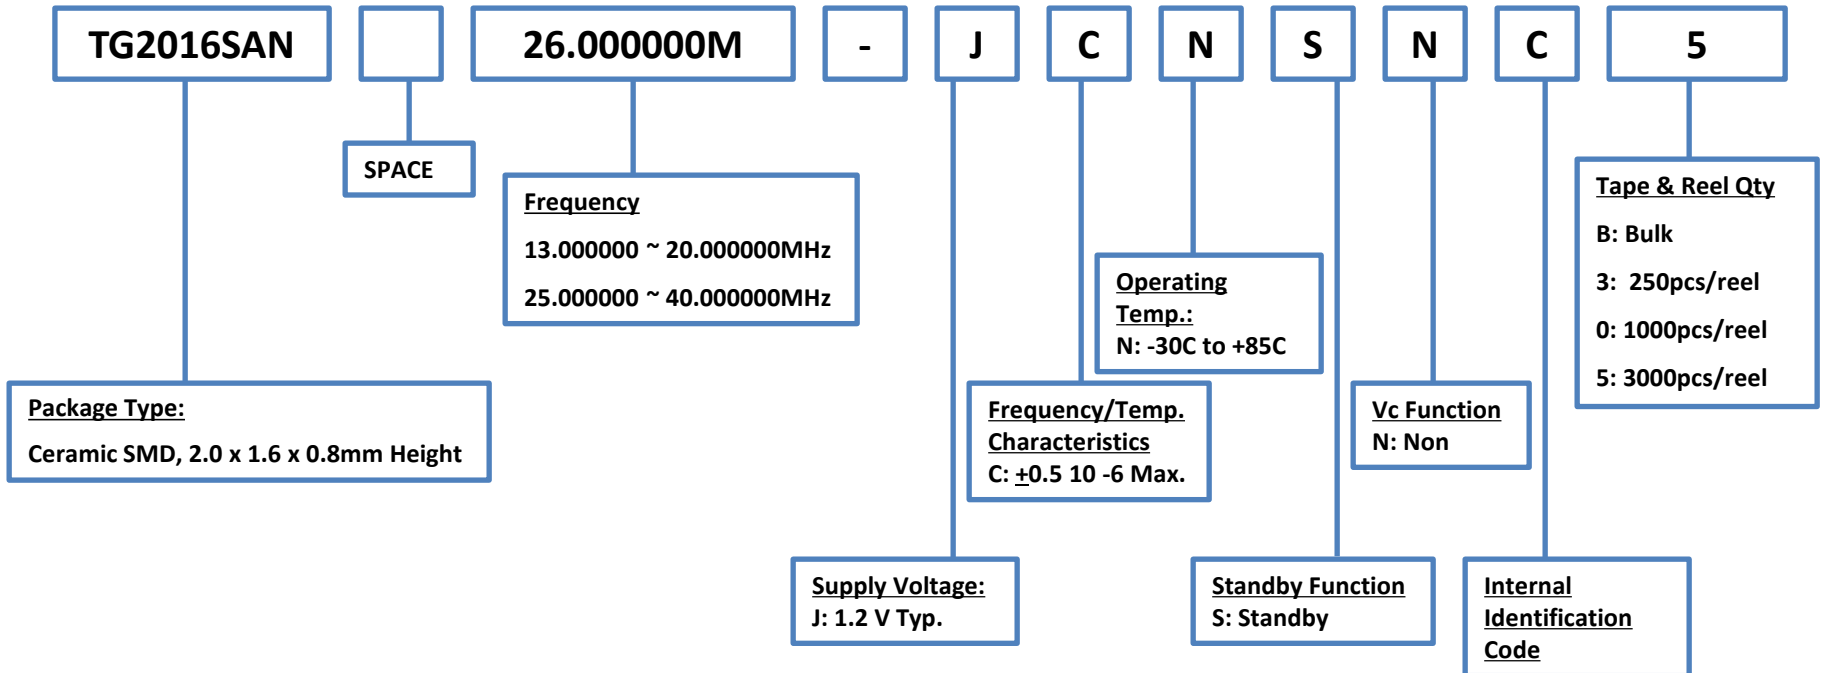 TG2016SAN 26.000000M - J C N S N C 5
SPACE
Frequency
13.000000 ~ 20.000000MHz
25.000000 ~ 40.000000MHz
Tape & Reel Qty
B: Bulk
3: 250pcs/reel
0: 1000pcs/reel
5: 3000pcs/reel
Operating
Temp.:
N: -30C to +85C
Package Type:
Ceramic SMD, 2.0 x 1.6 x 0.8mm Height
Frequency/Temp.
Characteristics
C: ±0.5 10 -6 Max.
Vc Function
N: Non
Supply Voltage:
J: 1.2 V Typ.
Standby Function
S: Standby
Internal
Identification
Code